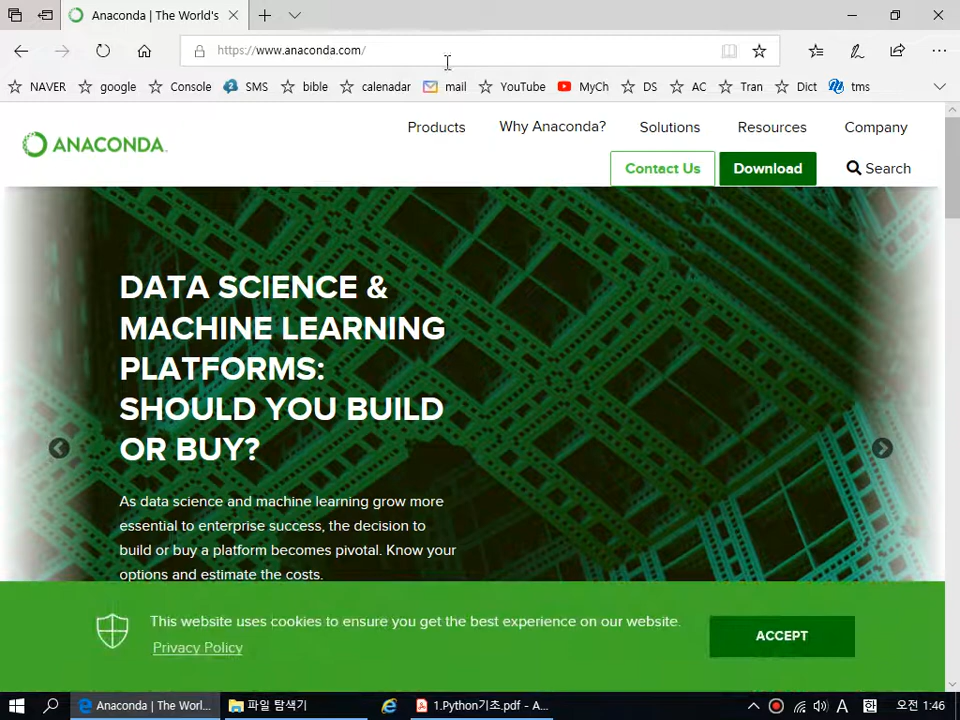 Anaconda | The World's
https://www.anaconda.com/
NAVER google Console SMS bible calenadar mail YouTube MyCh DS AC Tran Dict tms
ANACONDA.
Products Why Anaconda? Solutions Resources Company
Contact Us Download Search
DATA SCIENCE &
MACHINE LEARNING
PLATFORMS:
SHOULD YOU BUILD
OR BUY?
As data science and machine learning grow more
essential to enterprise success, the decision to
build or buy a platform becomes pivotal. Know your
options and estimate the costs.
This website uses cookies to ensure you get the best experience on our website.
Privacy Policy
ACCEPT
Anaconda | The Worl... 파일 탐색기 1.Python기초.pdf - A... A 한 오전 1:46